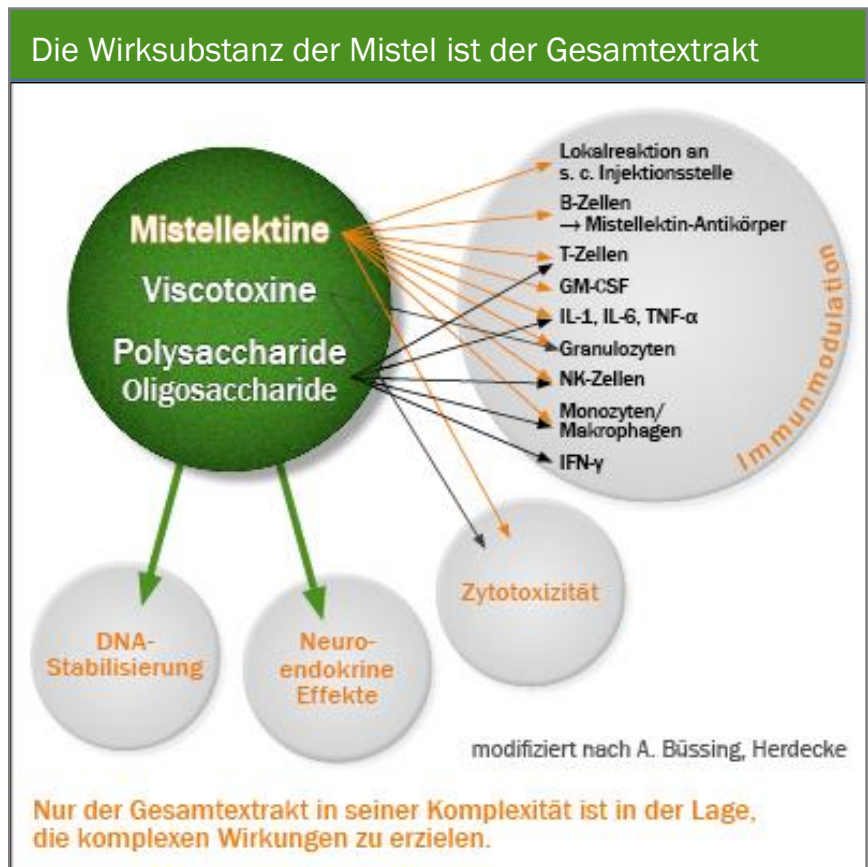 Die Wirksubstanz der Mistel ist der Gesamtextrakt
Mistellektine
Viscotoxine
Polysaccharide
Oligosaccharide
Lokalreaktion an
s. c. Injektionsstelle
B-Zellen
→ Mistellektin-Antikörper
T-Zellen
GM-CSF
IL-1, IL-6, TNF-α
Granulozyten
NK-Zellen
Monozyten/
Makrophagen
IFN-γ
Immunmodulation
Zytotoxizität
DNA-
Stabilisierung
Neuro-
endokrine
Effekte
modifiziert nach A. Büssing, Herdecke
Nur der Gesamtextrakt in seiner Komplexität ist in der Lage,
die komplexen Wirkungen zu erzielen.